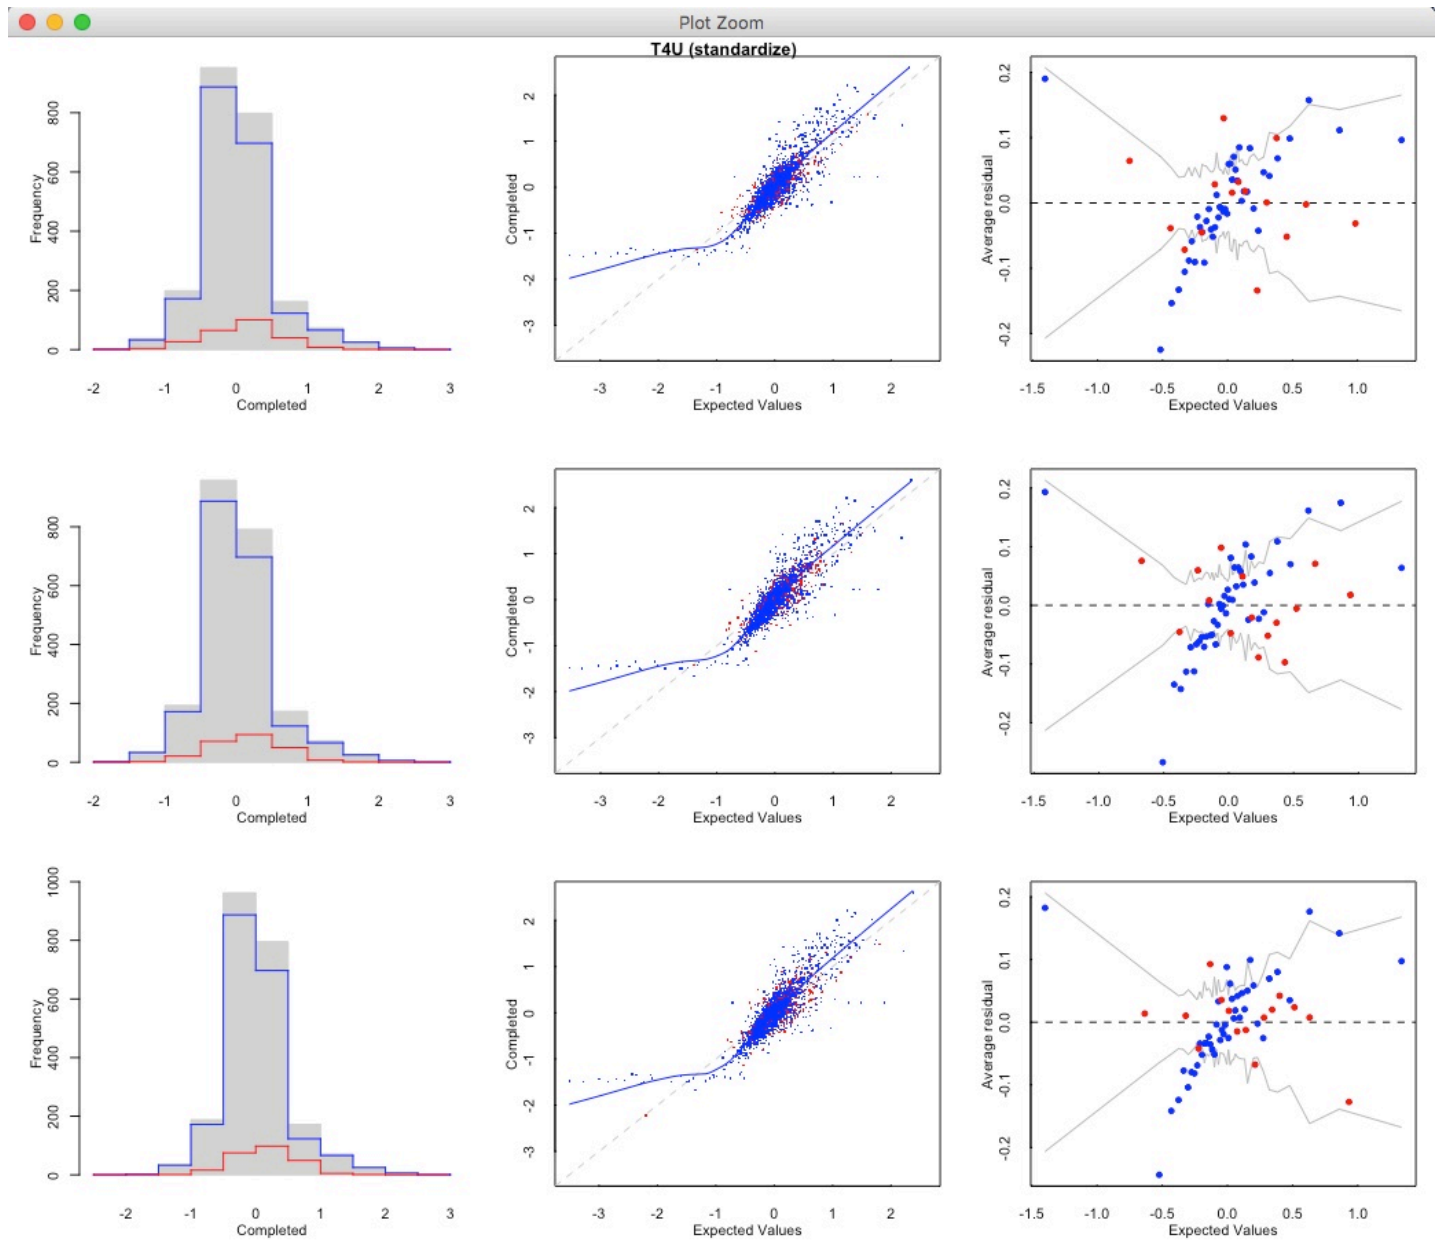 Plot Zoom
T4U (standardize)
Frequency
0 200 400 600 800
-2 -1 0 1 2 3
Completed
Completed
-3 -2 -1 0 1 2
-3 -2 -1 0 1 2
Expected Values
Average residual
-0.2 -0.1 0.0 0.1 0.2
-1.5 -1.0 -0.5 0.0 0.5 1.0
Expected Values
Frequency
0 200 400 600 800
-2 -1 0 1 2 3
Completed
Completed
-3 -2 -1 0 1 2
-3 -2 -1 0 1 2
Expected Values
Average residual
-0.2 0.0 0.1 0.2
-1.5 -1.0 -0.5 0.0 0.5 1.0
Expected Values
Frequency
0 200 400 600 800 1000
-2 -1 0 1 2 3
Completed
Completed
-3 -2 -1 0 1 2
-3 -2 -1 0 1 2
Expected Values
Average residual
-0.2 -0.1 0.0 0.1 0.2
-1.5 -1.0 -0.5 0.0 0.5 1.0
Expected Values